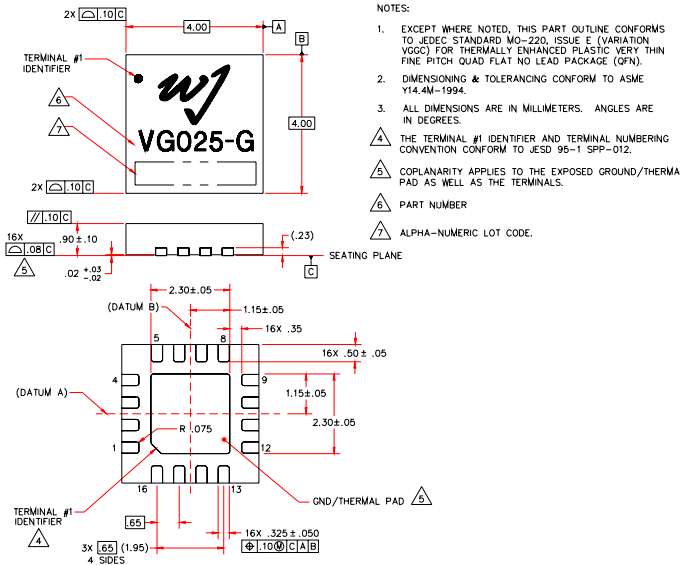 2X .10 C
4.00
A
B
TERMINAL #1
IDENTIFIER
wj
6
VG025-G
4.00
7
2X .10 C
// .10 C
16X
.08 C
.90±.10
(.23)
5
SEATING PLANE
.02 +.03
-.02
C
2.30±.05
(DATUM B)
1.15±.05
16X .35
5
8
16X .50±.05
4
9
(DATUM A)
1.15±.05
2.30±.05
R .075
1
12
16
13
GND/THERMAL PAD 5
TERMINAL #1
IDENTIFIER
4
.65
16X .325±.050
3X .65 (1.95)
4 SIDES
⌖ .10 Ⓜ C A B
NOTES:
1. EXCEPT WHERE NOTED, THIS PART OUTLINE CONFORMS
TO JEDEC STANDARD MO-220, ISSUE E (VARIATION
VGGC) FOR THERMALLY ENHANCED PLASTIC VERY THIN
FINE PITCH QUAD FLAT NO LEAD PACKAGE (QFN).
2. DIMENSIONING & TOLERANCING CONFORM TO ASME
Y14.4M-1994.
3. ALL DIMENSIONS ARE IN MILLIMETERS. ANGLES ARE
IN DEGREES.
4 THE TERMINAL #1 IDENTIFIER AND TERMINAL NUMBERING
CONVENTION CONFORM TO JESD 95-1 SPP-012.
5 COPLANARITY APPLIES TO THE EXPOSED GROUND/THERMA
PAD AS WELL AS THE TERMINALS.
6 PART NUMBER
7 ALPHA-NUMERIC LOT CODE.